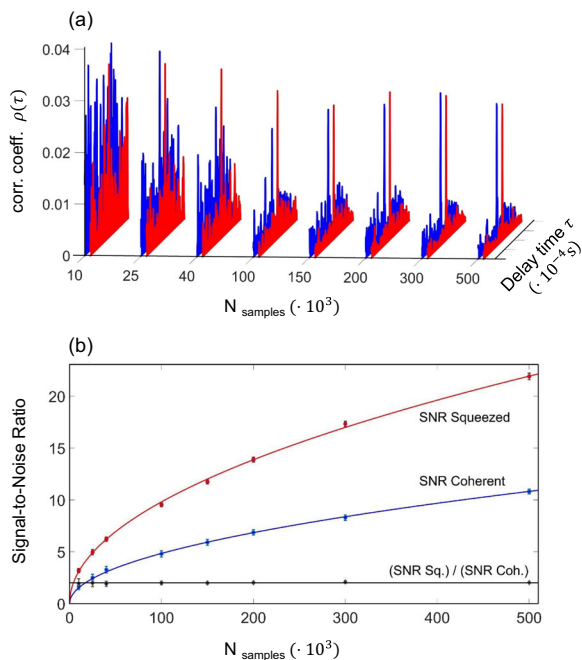 (a)
0.04
0.03
0.02
0.01
0
corr. coeff. ρ(τ)
10 25 40 100 150 200 300 500
N samples (· 10³)
Delay time τ
(· 10⁻⁴ s)
(b)
20
15
10
5
0
Signal-to-Noise Ratio
SNR Squeezed
SNR Coherent
(SNR Sq.) / (SNR Coh.)
0 100 200 300 400 500
N samples (· 10³)